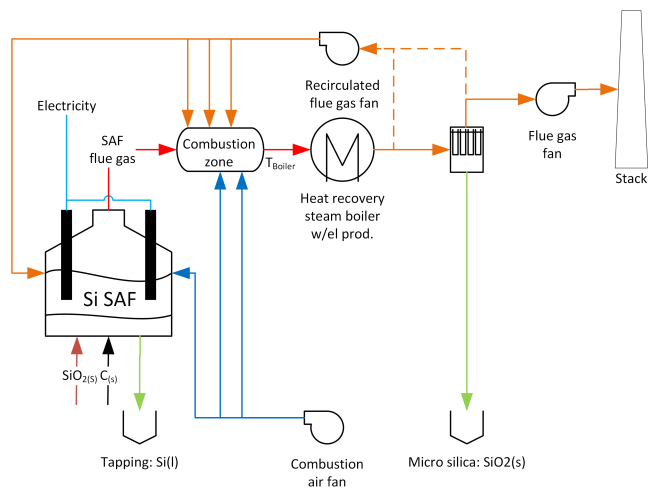 Electricity
SAF
flue gas
Combustion
zone
T_Boiler
Recirculated
flue gas fan
Heat recovery
steam boiler
w/el prod.
Flue gas
fan
Stack
Si SAF
SiO₂₍S₎ C₍s₎
Tapping: Si(l)
Combustion
air fan
Micro silica: SiO2(s)